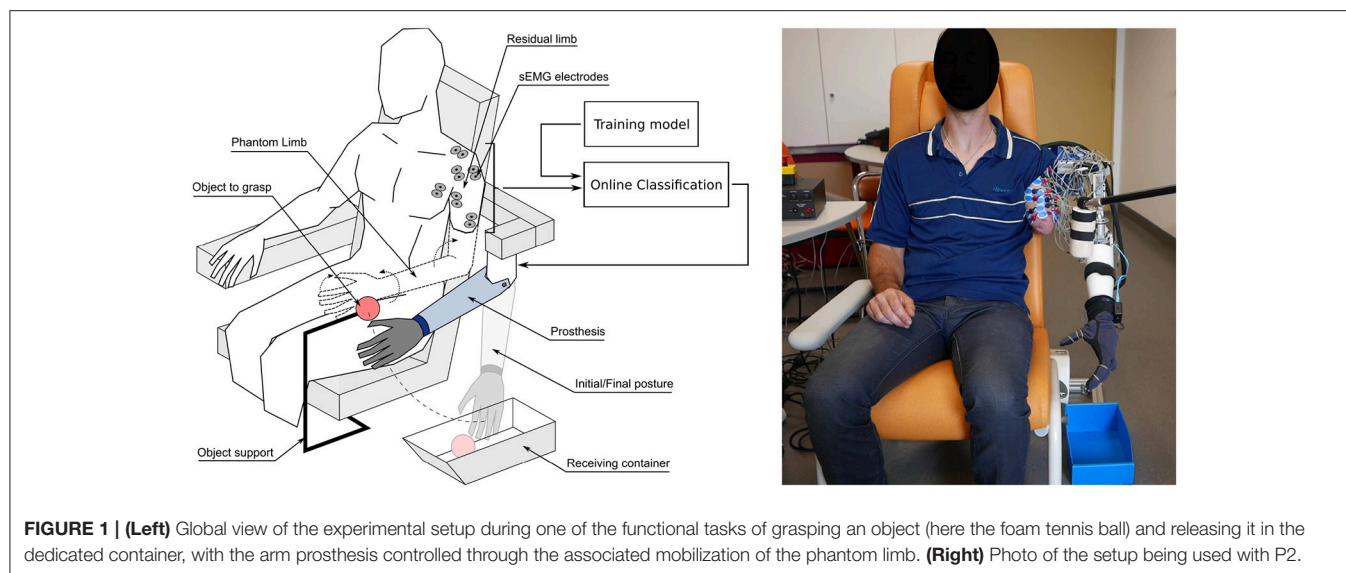 Residual limb
sEMG electrodes
Training model
Phantom Limb
Online Classification
Object to grasp
Prosthesis
Initial/Final posture
Object support
Receiving container
FIGURE 1 | (Left) Global view of the experimental setup during one of the functional tasks of grasping an object (here the foam tennis ball) and releasing it in the
dedicated container, with the arm prosthesis controlled through the associated mobilization of the phantom limb. (Right) Photo of the setup being used with P2.